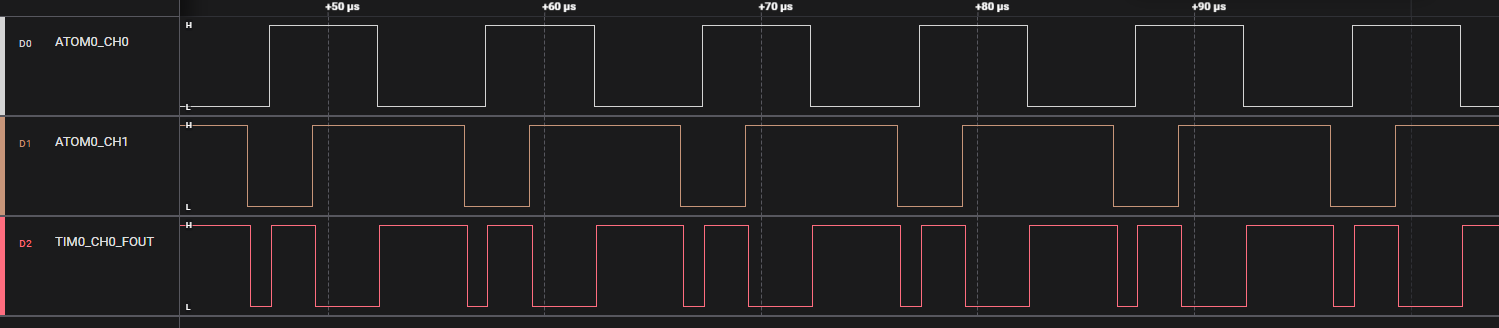 +50 µs +60 µs +70 µs +80 µs +90 µs
H
D0 ATOM0_CH0
L
H
D1 ATOM0_CH1
L
H
D2 TIM0_CH0_FOUT
L